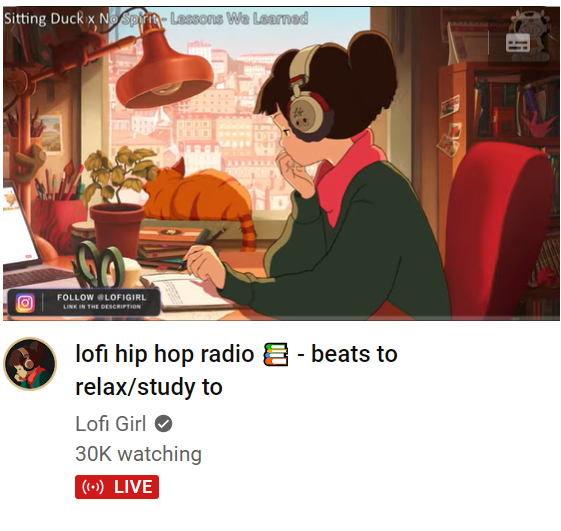 Sitting Duck x No Spirit - Lessons We Learned
FOLLOW @LOFIGIRL
LINK IN THE DESCRIPTION
lofi hip hop radio 📚 - beats to
relax/study to
Lofi Girl
30K watching
LIVE